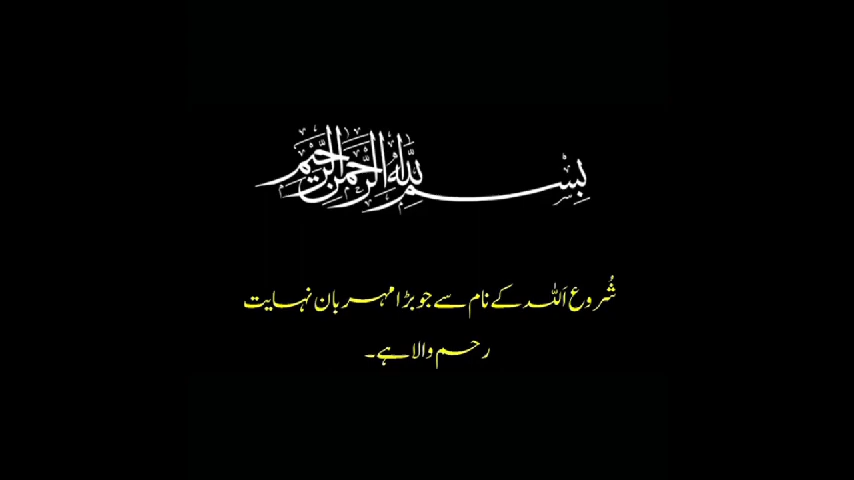 بِسْمِ اللّٰهِ الرَّحْمٰنِ الرَّحِيْمِ
شُروع اَللہ کے نام سے جو بڑا مہربان نہایت
رحم والا ہے۔